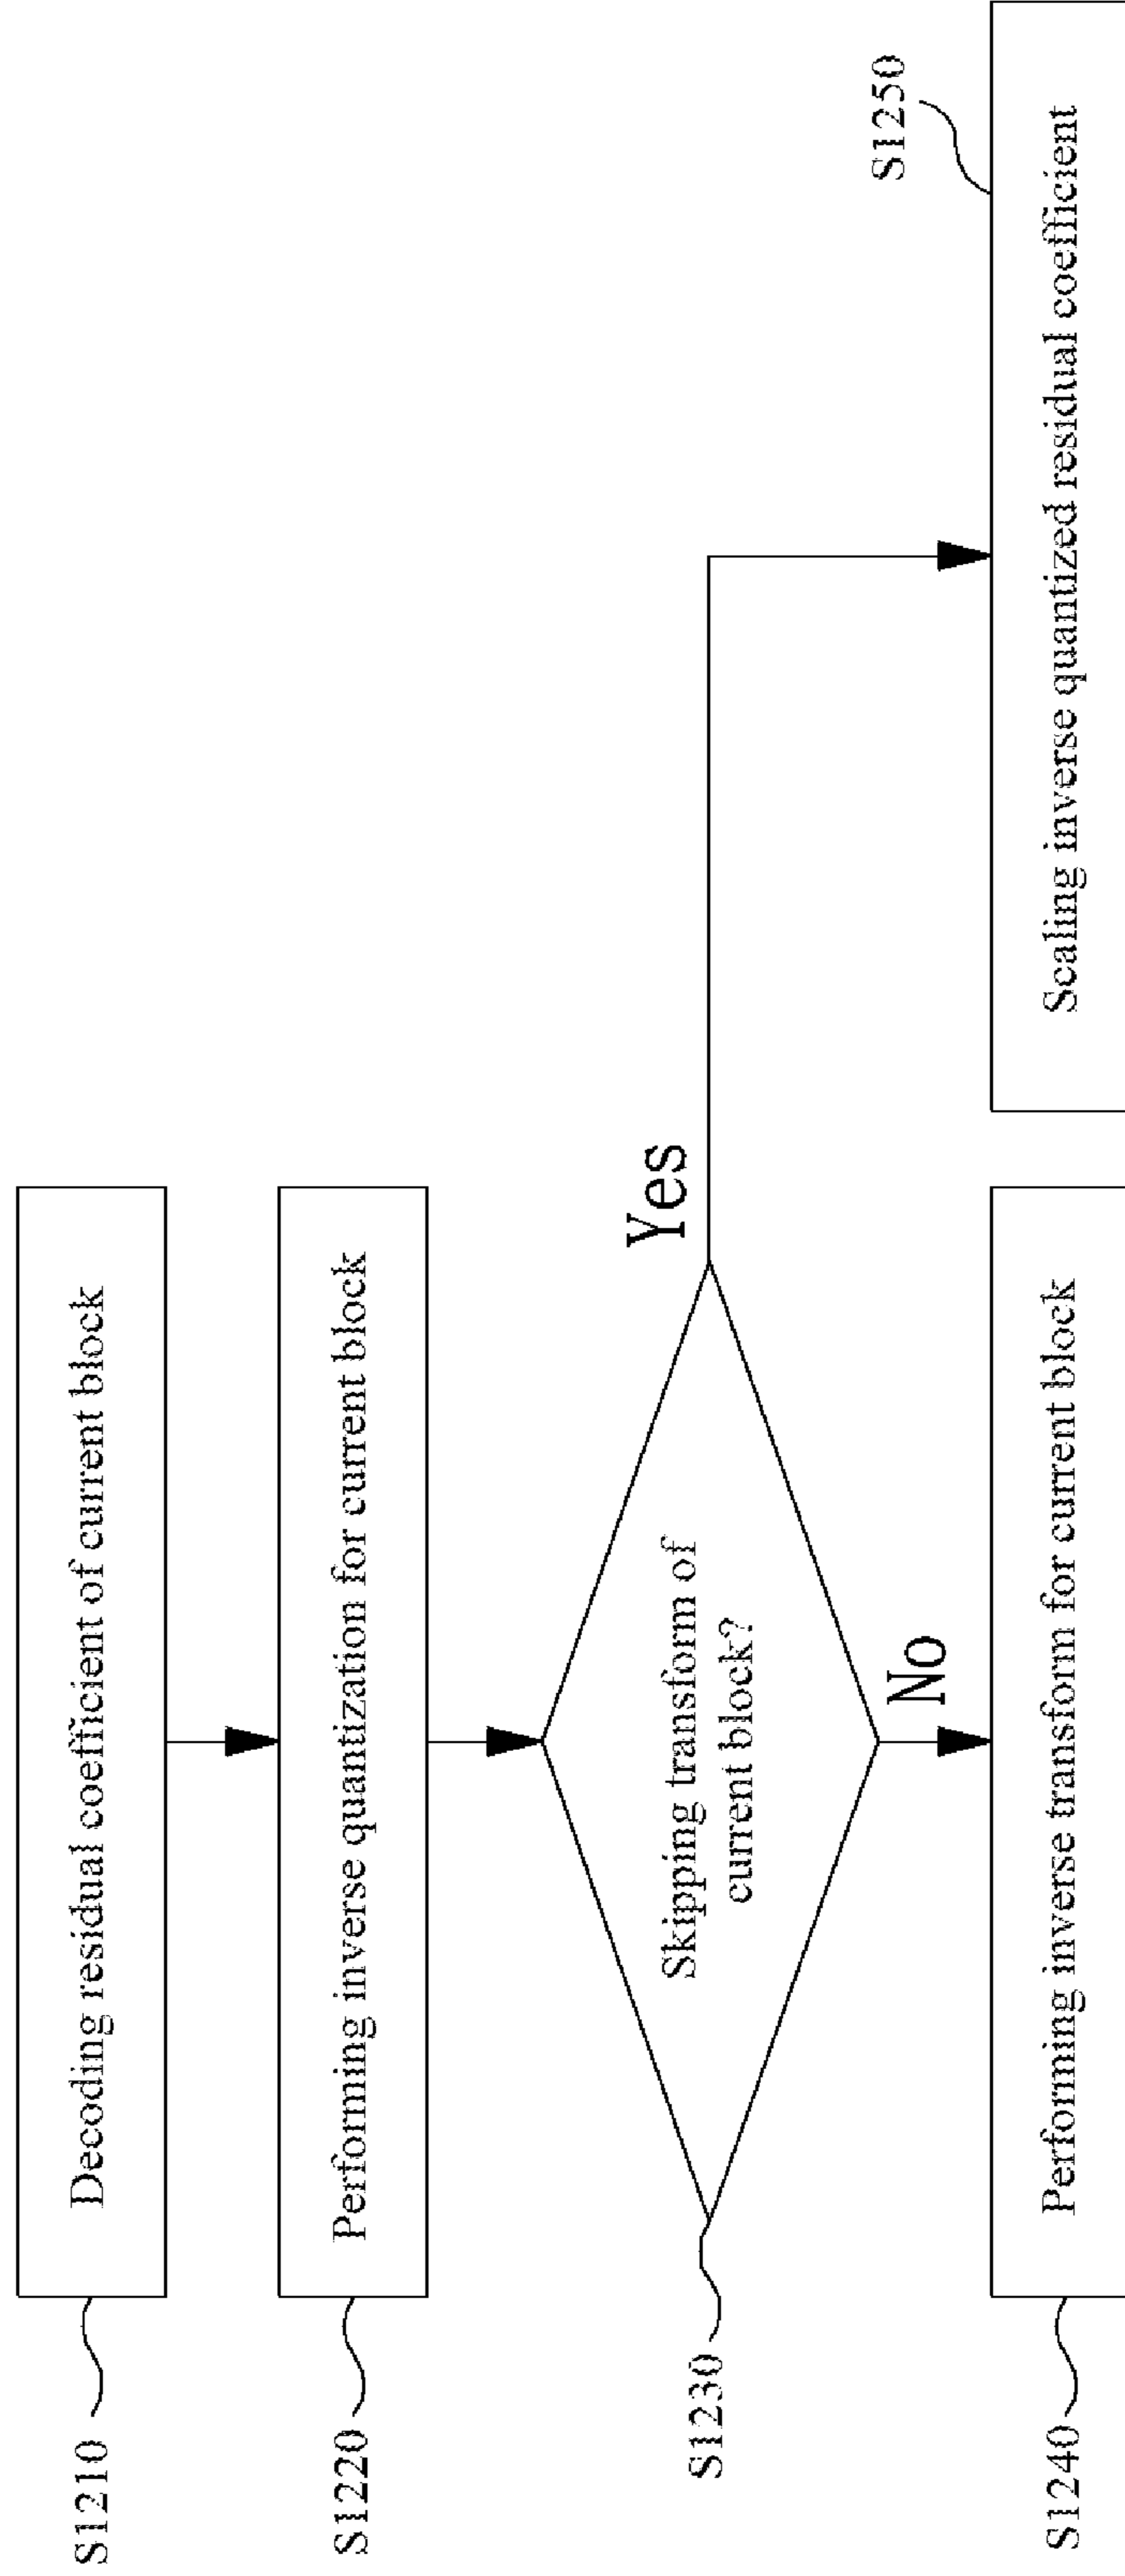 S1210
Decoding residual coefficient of current block
S1220
Performing inverse quantization for current block
S1230
Skipping transform of
current block?
Yes
No
S1240
Performing inverse transform for current block
S1250
Scaling inverse quantized residual coefficient